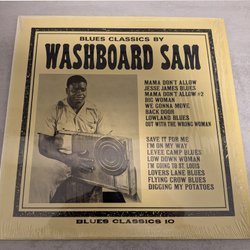 BLUES CLASSICS BY
WASHBOARD SAM
MAMA DON'T ALLOW
JESSE JAMES BLUES
MAMA DON'T ALLOW #2
BIG WOMAN
WE GONNA MOVE
BACK DOOR
LOWLAND BLUES
OUT WITH THE WRONG WOMAN
SAVE IT FOR ME
I'M ON MY WAY
LEVEE CAMP BLUES
LOW DOWN WOMAN
I'M GOING TO ST. LOUIS
LOVERS LANE BLUES
FLYING CROW BLUES
DIGGING MY POTATOES
BLUES CLASSICS 10